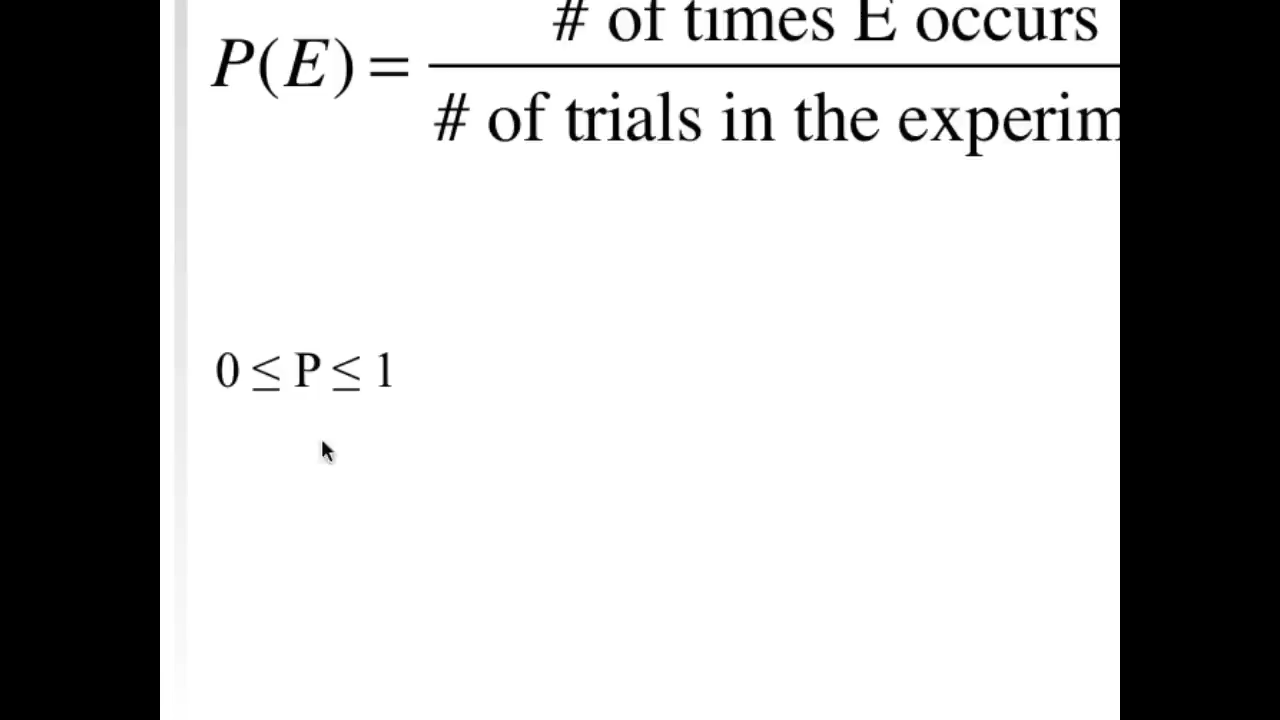 # of times E occurs
P(E) =
# of trials in the experim
0 ≤ P ≤ 1